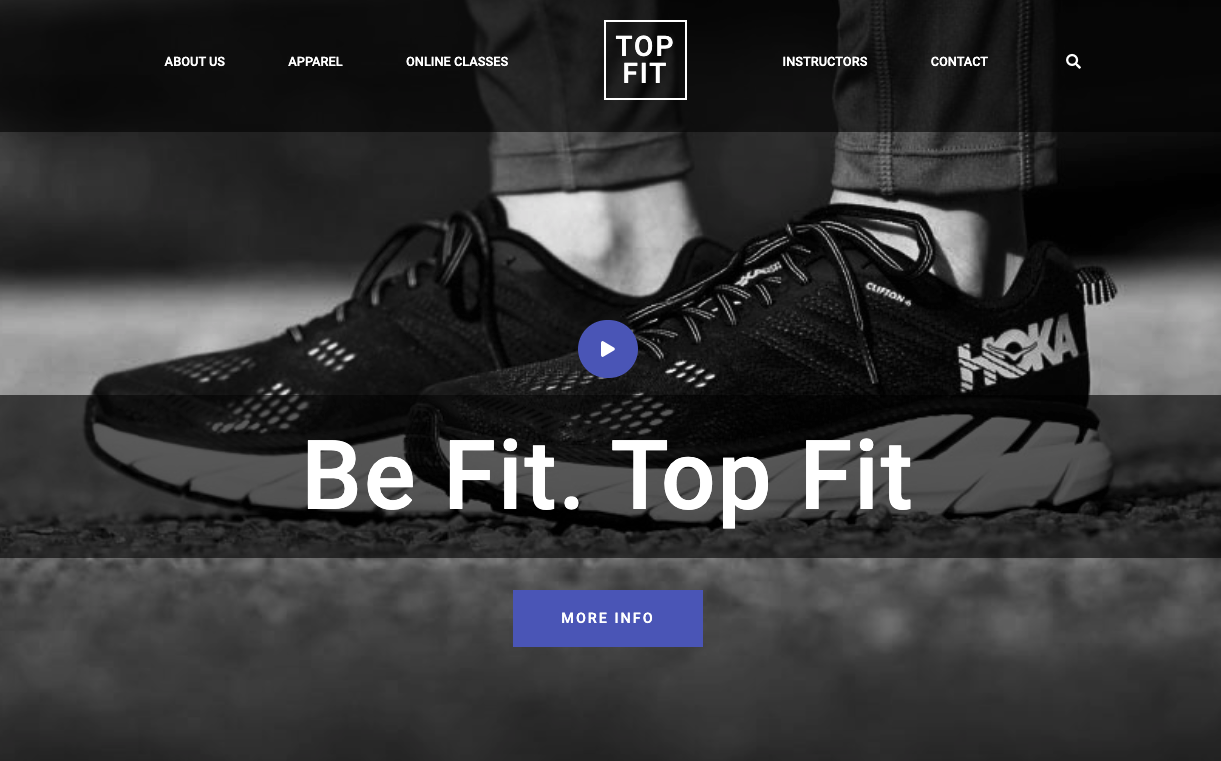 ABOUT US
APPAREL
ONLINE CLASSES
TOP
FIT
INSTRUCTORS
CONTACT
CLIFTON 6
HOKA
Be Fit. Top Fit
MORE INFO